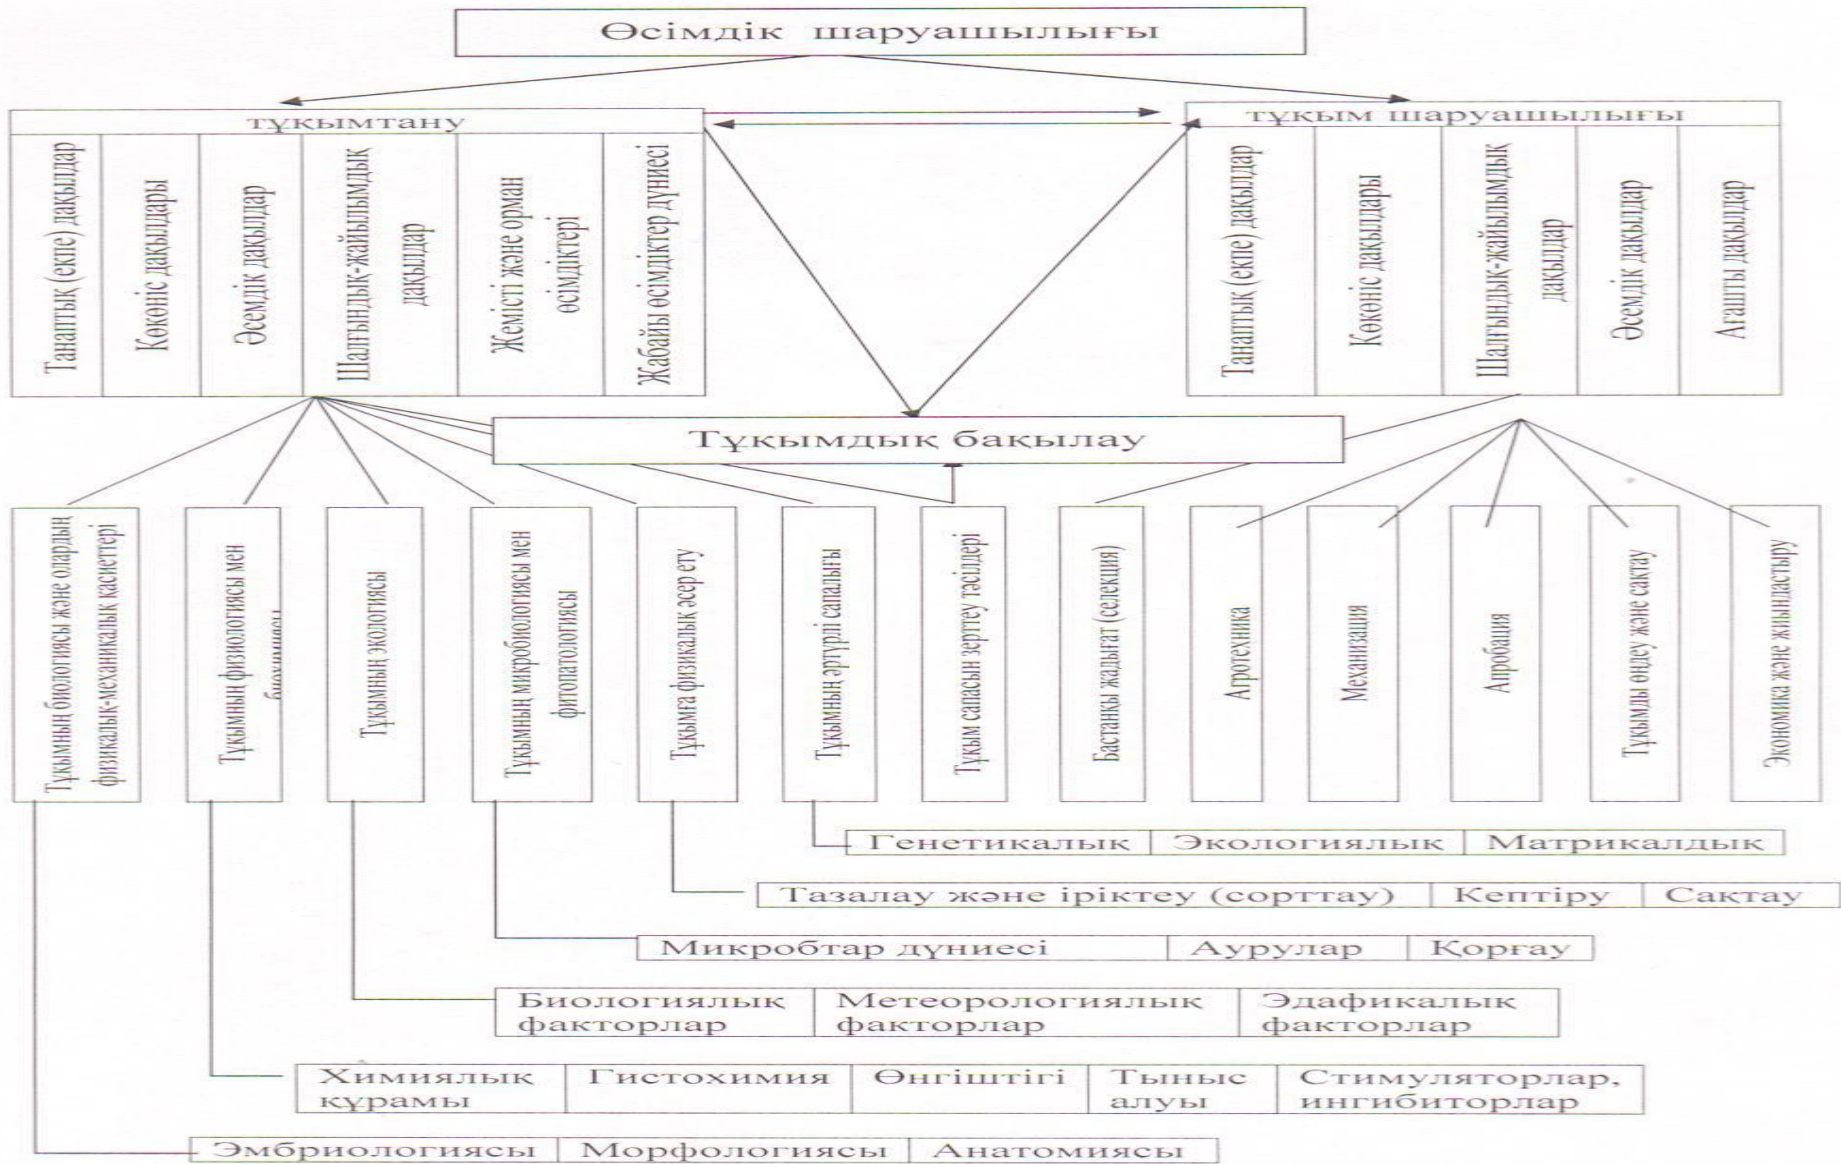 Өсімдік шаруашылығы
тұқымтану
тұқым шаруашылығы
Танаптық (екпе) дақылдар
Көкөніс дақылдары
Әсемдік дақылдар
Шалғындық-жайылымдық
дақылдар
Жемісті және орман
өсімдіктері
Жабайы өсімдіктер дүниесі
Танаптық (екпе) дақылдар
Көкөніс дақылдары
Шалғындық-жайылымдық
дақылдар
Әсемдік дақылдар
Ағашты дақылдар
Тұқымдық бақылау
Тұқымның биологиясы және олардың
физикалық-механикалық қасиеттері
Тұқымның физиологиясы мен
Тұқымның экологиясы
Тұқымның микробиологиясы мен
фитопатологиясы
Тұқымға физикалық әсер ету
Тұқымның әртүрлі сапалығы
Тұқым сапасын зерттеу тәсілдері
Бастапқы жадығат (селекция)
Агротехника
Механизация
Апробация
Тұқымды өңдеу және сақтау
Экономика және жиындастыру
Генетикалық Экологиялық Матрикалдық
Тазалау және іріктеу (сорттау) Кептіру Сақтау
Микробтар дүниесі Аурулар Қорғау
Биологиялық
факторлар
Метеорологиялық
факторлар
Эдафикалық
факторлар
Химиялық
құрамы
Гистохимия
Өнгіштігі
Тыныс
алуы
Стимуляторлар,
ингибиторлар
Эмбриологиясы Морфологиясы Анатомиясы